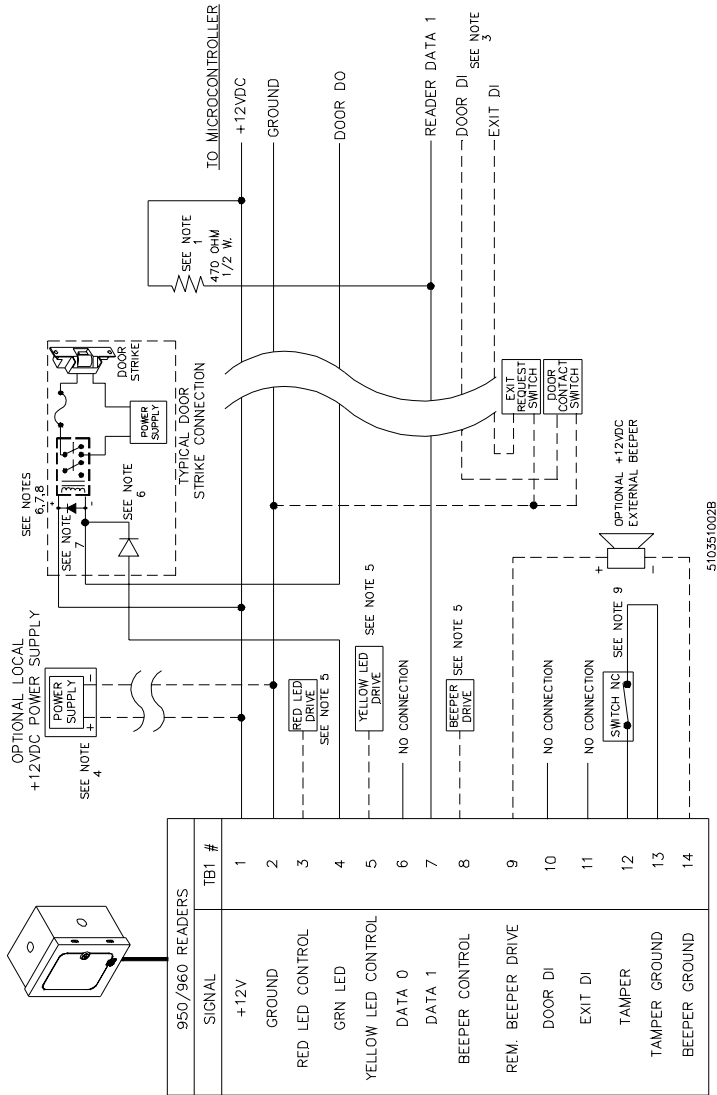 TO MICROCONTROLLER
+12VDC
GROUND
DOOR DO
READER DATA 1
DOOR DI
SEE NOTE
3
EXIT DI
SEE NOTE
1
470 OHM
1/2 W.
DOOR
STRIKE
POWER
SUPPLY
TYPICAL DOOR
STRIKE CONNECTION
SEE NOTES
6,7,8
+
-
SEE NOTE
7
SEE NOTE
6
EXIT
REQUEST
SWITCH
DOOR
CONTACT
SWITCH
OPTIONAL LOCAL
+12VDC POWER SUPPLY
POWER
SUPPLY
+
-
SEE NOTE
4
RED LED
DRIVE
SEE NOTE 5
YELLOW LED
DRIVE
SEE NOTE 5
NO CONNECTION
BEEPER
DRIVE
SEE NOTE 5
OPTIONAL +12VDC
EXTERNAL BEEPER
+
-
NO CONNECTION
NO CONNECTION
SWITCH NC
SEE NOTE 9
950/960 READERS
SIGNAL TB1 #
+12V 1
GROUND 2
RED LED CONTROL 3
GRN LED 4
YELLOW LED CONTROL 5
DATA 0 6
DATA 1 7
BEEPER CONTROL 8
REM. BEEPER DRIVE 9
DOOR DI 10
EXIT DI 11
TAMPER 12
TAMPER GROUND 13
BEEPER GROUND 14
510351002B